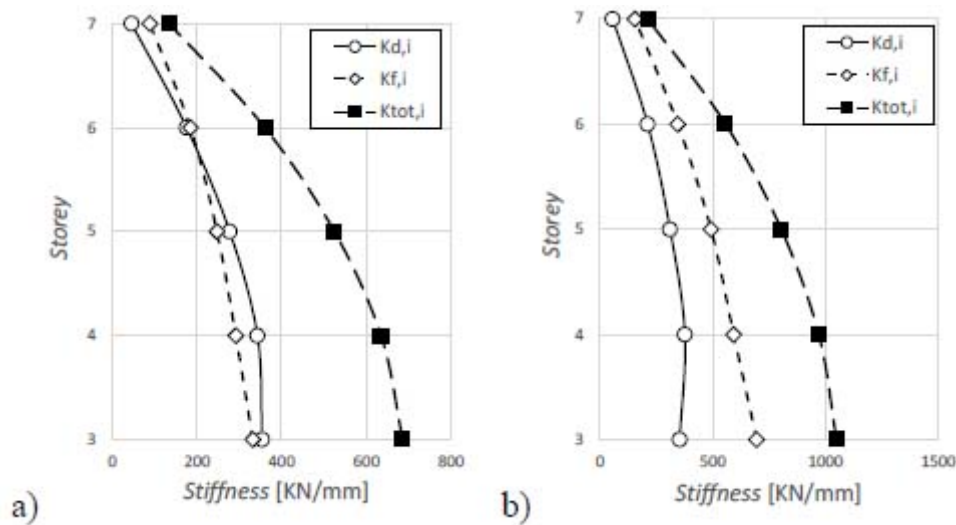 7
6
5
4
3
Storey
Kd,i
Kf,i
Ktot,i
0 200 400 600 800
Stiffness [KN/mm]
a)
7
6
5
4
3
Storey
Kd,i
Kf,i
Ktot,i
0 500 1000 1500
Stiffness [KN/mm]
b)